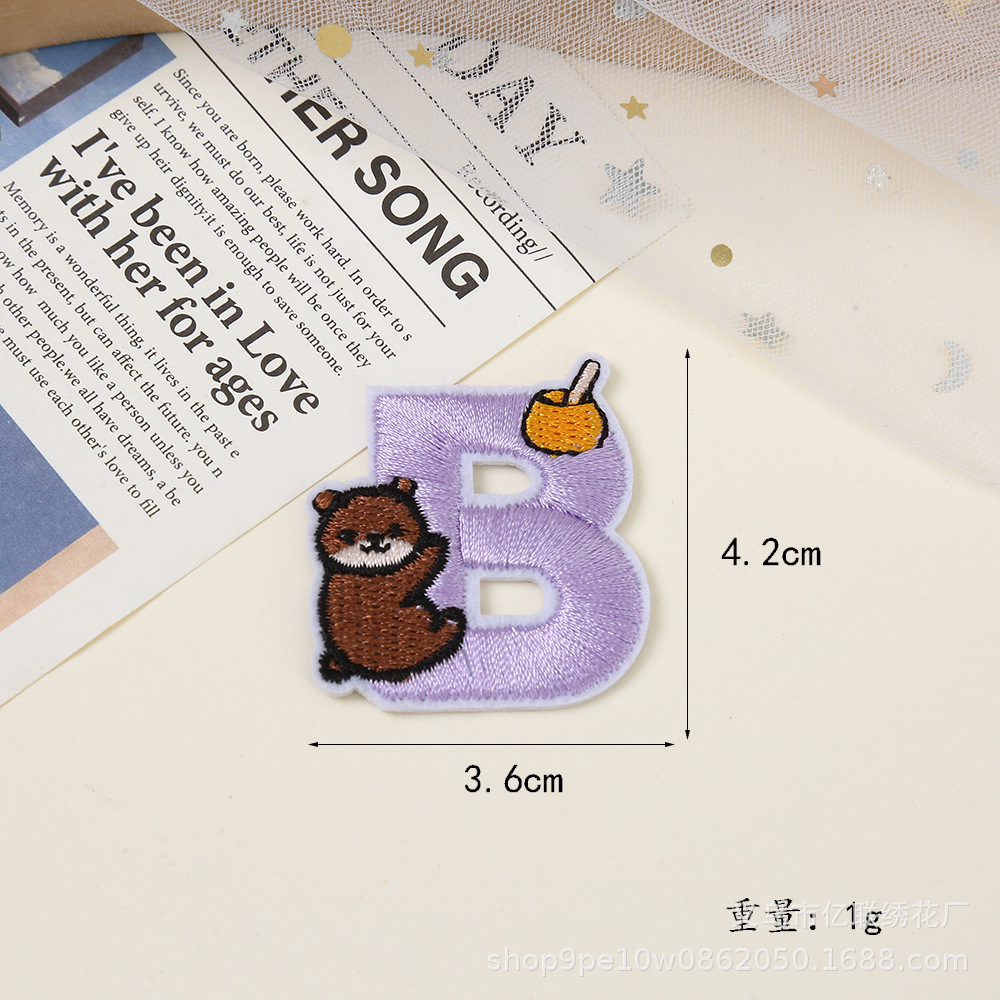 DAY
THE
HER SONG
Recording//
Since you are born, please work hard. In order to s
urvive, we must do our best, life is not just for your
self. I know how amazing people will be once they
give up heir dignity.it is enough to save someone.
I've been in Love
with her for ages
Memory is a wonderful thing, it lives in the past e
ts in the present, but can affect the future. you n
ow how much you like a person unless you
h other people.we all have dreams, a be
e must use each other's love to fill
B
4.2cm
3.6cm
重量: 1g
市亿联绣花厂
shop9pe10w0862050.1688.com